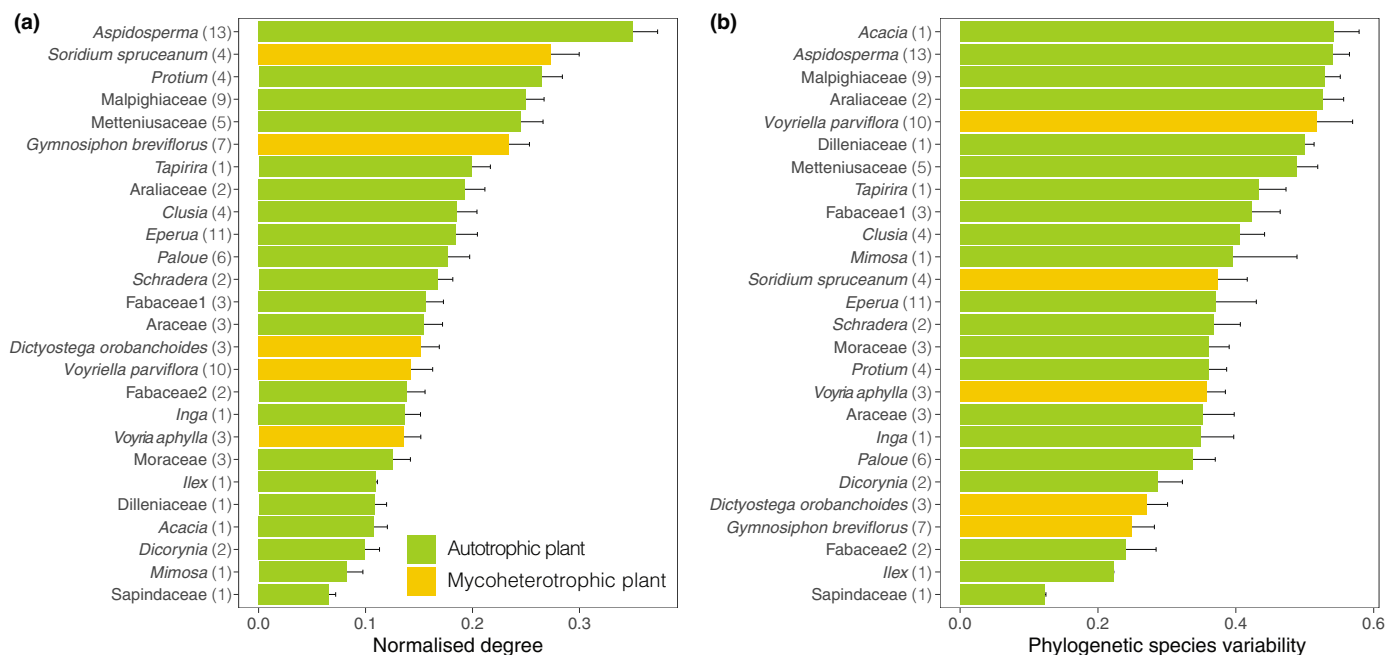 (a)
Aspidosperma (13)
Soridium spruceanum (4)
Protium (4)
Malpighiaceae (9)
Metteniusaceae (5)
Gymnosiphon breviflorus (7)
Tapirira (1)
Araliaceae (2)
Clusia (4)
Eperua (11)
Paloue (6)
Schradera (2)
Fabaceae1 (3)
Araceae (3)
Dictyostega orobanchoides (3)
Voyriella parviflora (10)
Fabaceae2 (2)
Inga (1)
Voyria aphylla (3)
Moraceae (3)
Ilex (1)
Dilleniaceae (1)
Acacia (1)
Dicorynia (2)
Mimosa (1)
Sapindaceae (1)
Autotrophic plant
Mycoheterotrophic plant
0.0 0.1 0.2 0.3
Normalised degree
(b)
Acacia (1)
Aspidosperma (13)
Malpighiaceae (9)
Araliaceae (2)
Voyriella parviflora (10)
Dilleniaceae (1)
Metteniusaceae (5)
Tapirira (1)
Fabaceae1 (3)
Clusia (4)
Mimosa (1)
Soridium spruceanum (4)
Eperua (11)
Schradera (2)
Moraceae (3)
Protium (4)
Voyria aphylla (3)
Araceae (3)
Inga (1)
Paloue (6)
Dicorynia (2)
Dictyostega orobanchoides (3)
Gymnosiphon breviflorus (7)
Fabaceae2 (2)
Ilex (1)
Sapindaceae (1)
0.0 0.2 0.4 0.6
Phylogenetic species variability